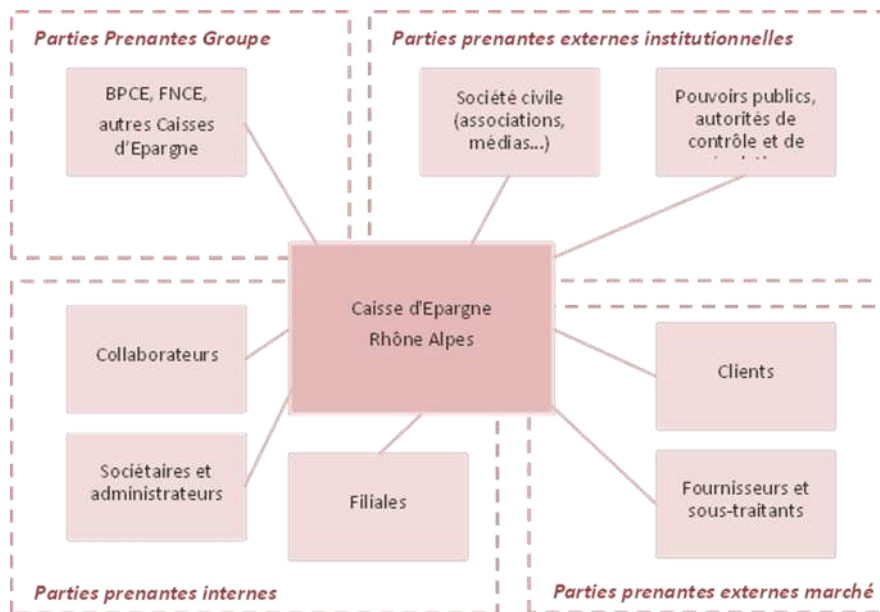 Parties Prenantes Groupe
BPCE, FNCE,
autres Caisses
d'Epargne
Parties prenantes externes institutionnelles
Société civile
(associations,
médias...)
Pouvoirs publics,
autorités de
contrôle et de
Caisse d'Epargne
Rhône Alpes
Collaborateurs
Sociétaires et
administrateurs
Filiales
Parties prenantes internes
Clients
Fournisseurs et
sous-traitants
Parties prenantes externes marché